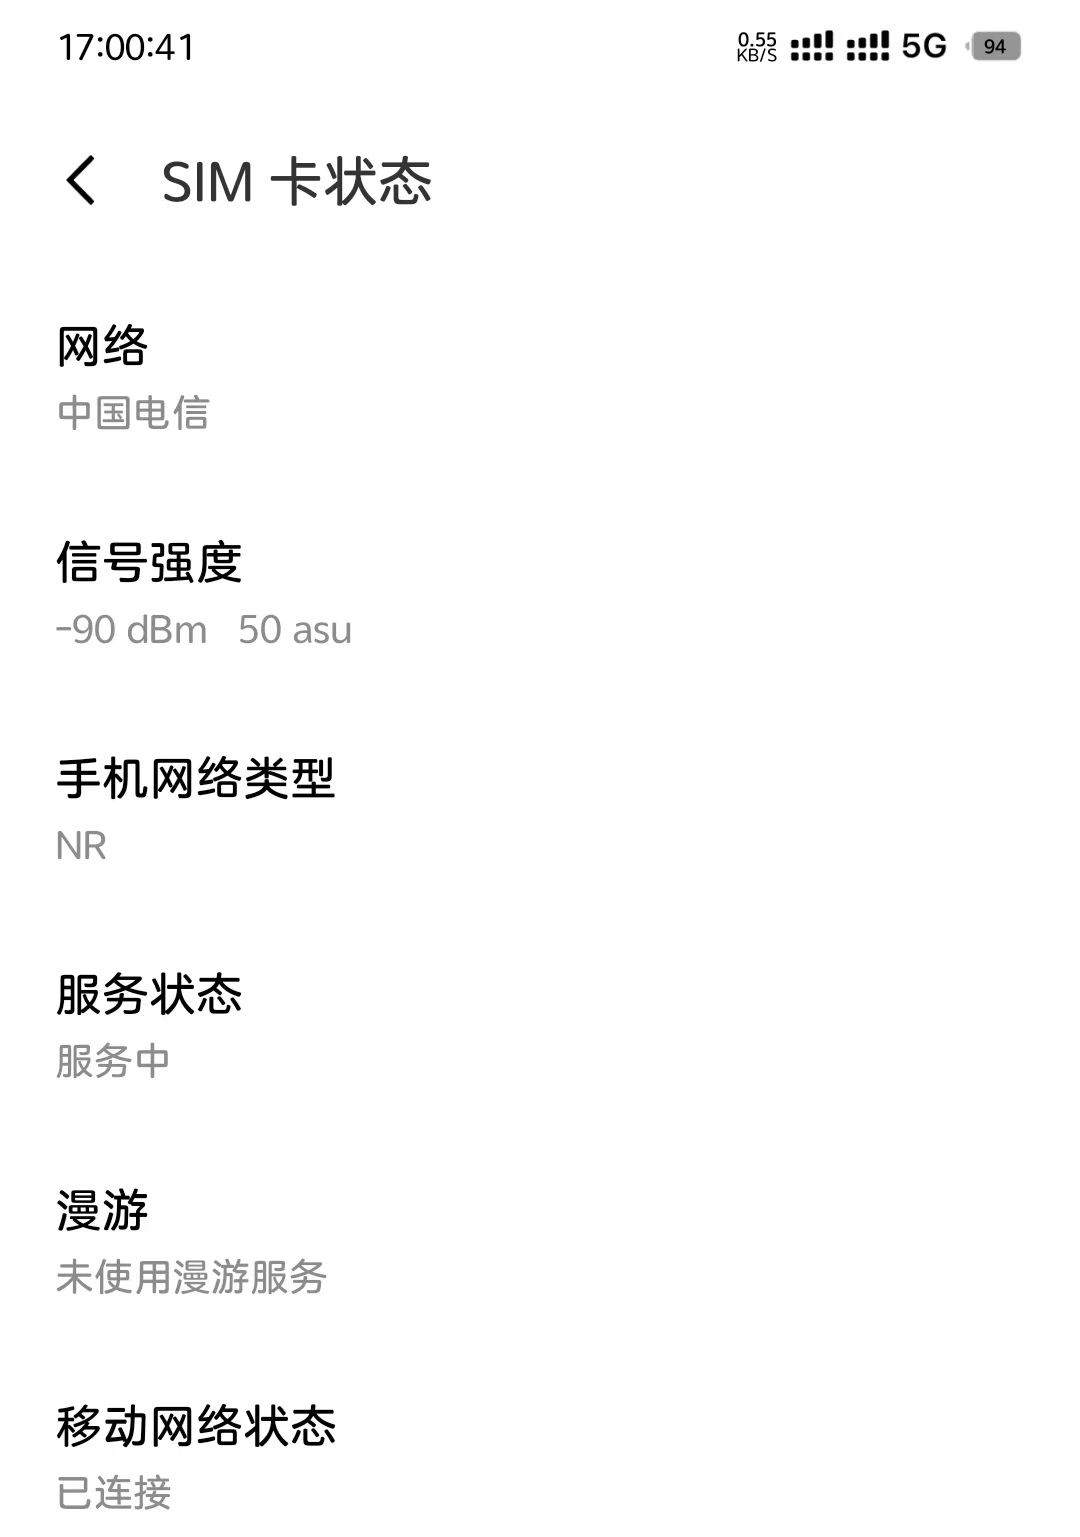 17:00:41
0.55
KB/S
5G
94
SIM 卡状态
网络
中国电信
信号强度
-90 dBm 50 asu
手机网络类型
NR
服务状态
服务中
漫游
未使用漫游服务
移动网络状态
已连接